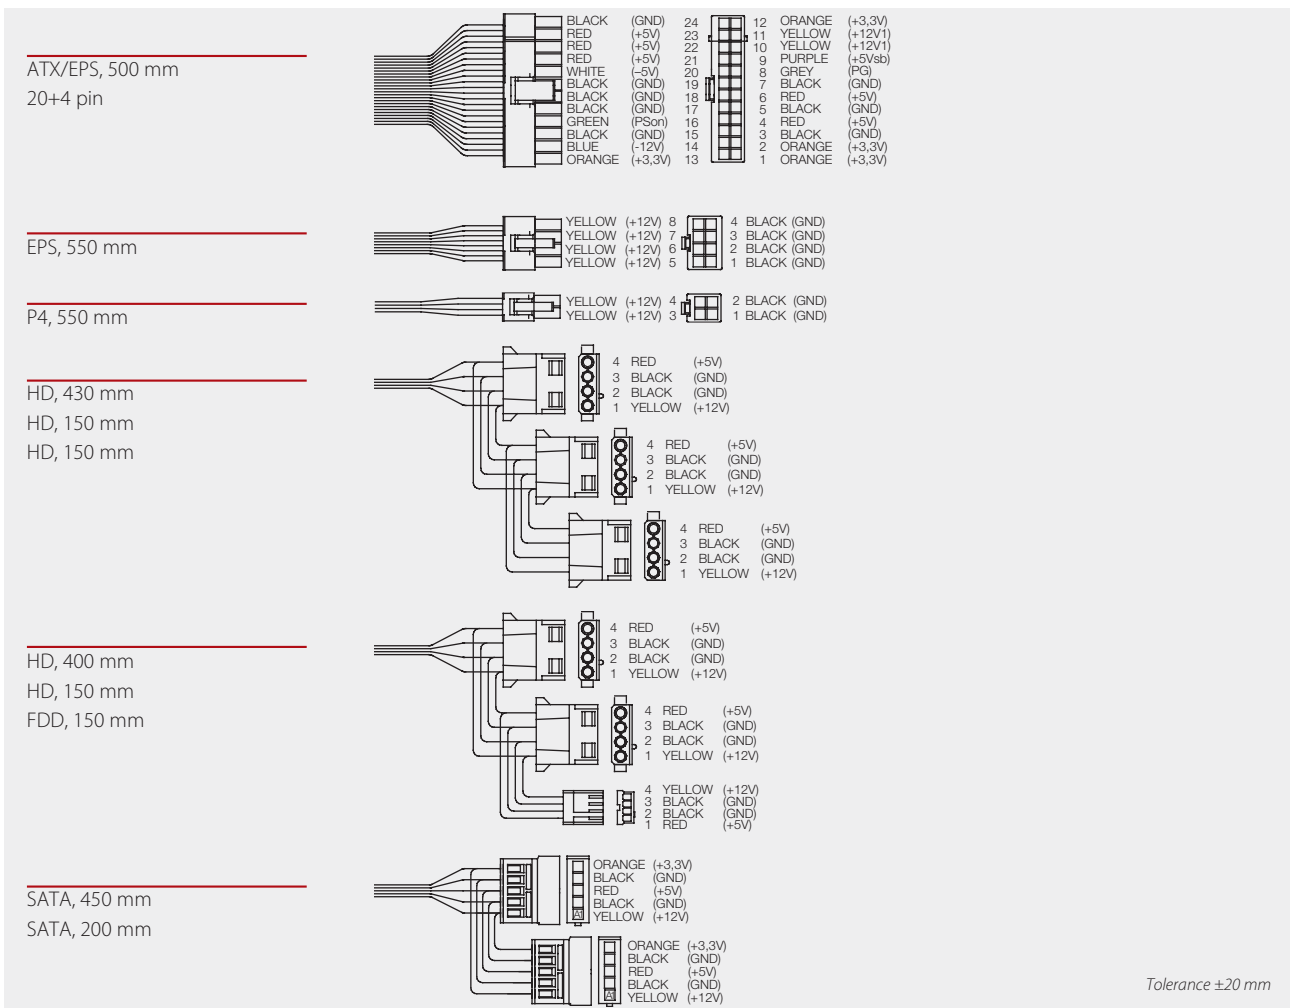 ATX/EPS, 500 mm
20+4 pin
BLACK (GND) 24 12 ORANGE (+3,3V)
RED (+5V) 23 11 YELLOW (+12V1)
RED (+5V) 22 10 YELLOW (+12V1)
RED (+5V) 21 9 PURPLE (+5Vsb)
WHITE (–5V) 20 8 GREY (PG)
BLACK (GND) 19 7 BLACK (GND)
BLACK (GND) 18 6 RED (+5V)
BLACK (GND) 17 5 BLACK (GND)
GREEN (PSon) 16 4 RED (+5V)
BLACK (GND) 15 3 BLACK (GND)
BLUE (-12V) 14 2 ORANGE (+3,3V)
ORANGE (+3,3V) 13 1 ORANGE (+3,3V)
EPS, 550 mm
YELLOW (+12V) 8 4 BLACK (GND)
YELLOW (+12V) 7 3 BLACK (GND)
YELLOW (+12V) 6 2 BLACK (GND)
YELLOW (+12V) 5 1 BLACK (GND)
P4, 550 mm
YELLOW (+12V) 4 2 BLACK (GND)
YELLOW (+12V) 3 1 BLACK (GND)
HD, 430 mm
HD, 150 mm
HD, 150 mm
4 RED (+5V)
3 BLACK (GND)
2 BLACK (GND)
1 YELLOW (+12V)
4 RED (+5V)
3 BLACK (GND)
2 BLACK (GND)
1 YELLOW (+12V)
4 RED (+5V)
3 BLACK (GND)
2 BLACK (GND)
1 YELLOW (+12V)
HD, 400 mm
HD, 150 mm
FDD, 150 mm
4 RED (+5V)
3 BLACK (GND)
2 BLACK (GND)
1 YELLOW (+12V)
4 RED (+5V)
3 BLACK (GND)
2 BLACK (GND)
1 YELLOW (+12V)
4 YELLOW (+12V)
3 BLACK (GND)
2 BLACK (GND)
1 RED (+5V)
SATA, 450 mm
SATA, 200 mm
ORANGE (+3,3V)
BLACK (GND)
RED (+5V)
BLACK (GND)
A1 YELLOW (+12V)
ORANGE (+3,3V)
BLACK (GND)
RED (+5V)
BLACK (GND)
A1 YELLOW (+12V)
Tolerance ±20 mm